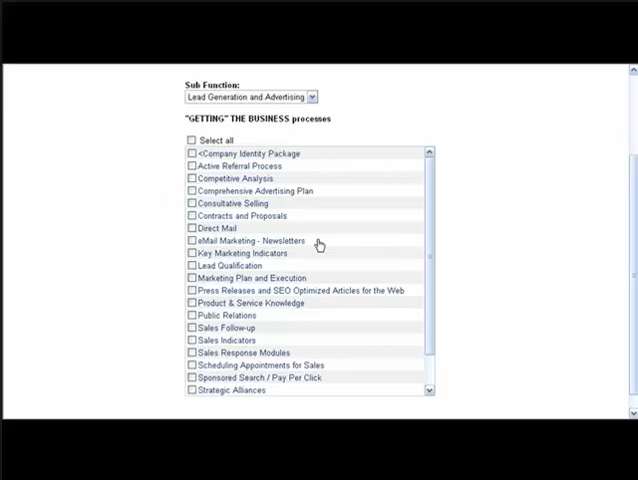 Sub Function:
Lead Generation and Advertising
"GETTING" THE BUSINESS processes
Select all
<Company Identity Package
Active Referral Process
Competitive Analysis
Comprehensive Advertising Plan
Consultative Selling
Contracts and Proposals
Direct Mail
eMail Marketing - Newsletters
Key Marketing Indicators
Lead Qualification
Marketing Plan and Execution
Press Releases and SEO Optimized Articles for the Web
Product & Service Knowledge
Public Relations
Sales Follow-up
Sales Indicators
Sales Response Modules
Scheduling Appointments for Sales
Sponsored Search / Pay Per Click
Strategic Alliances